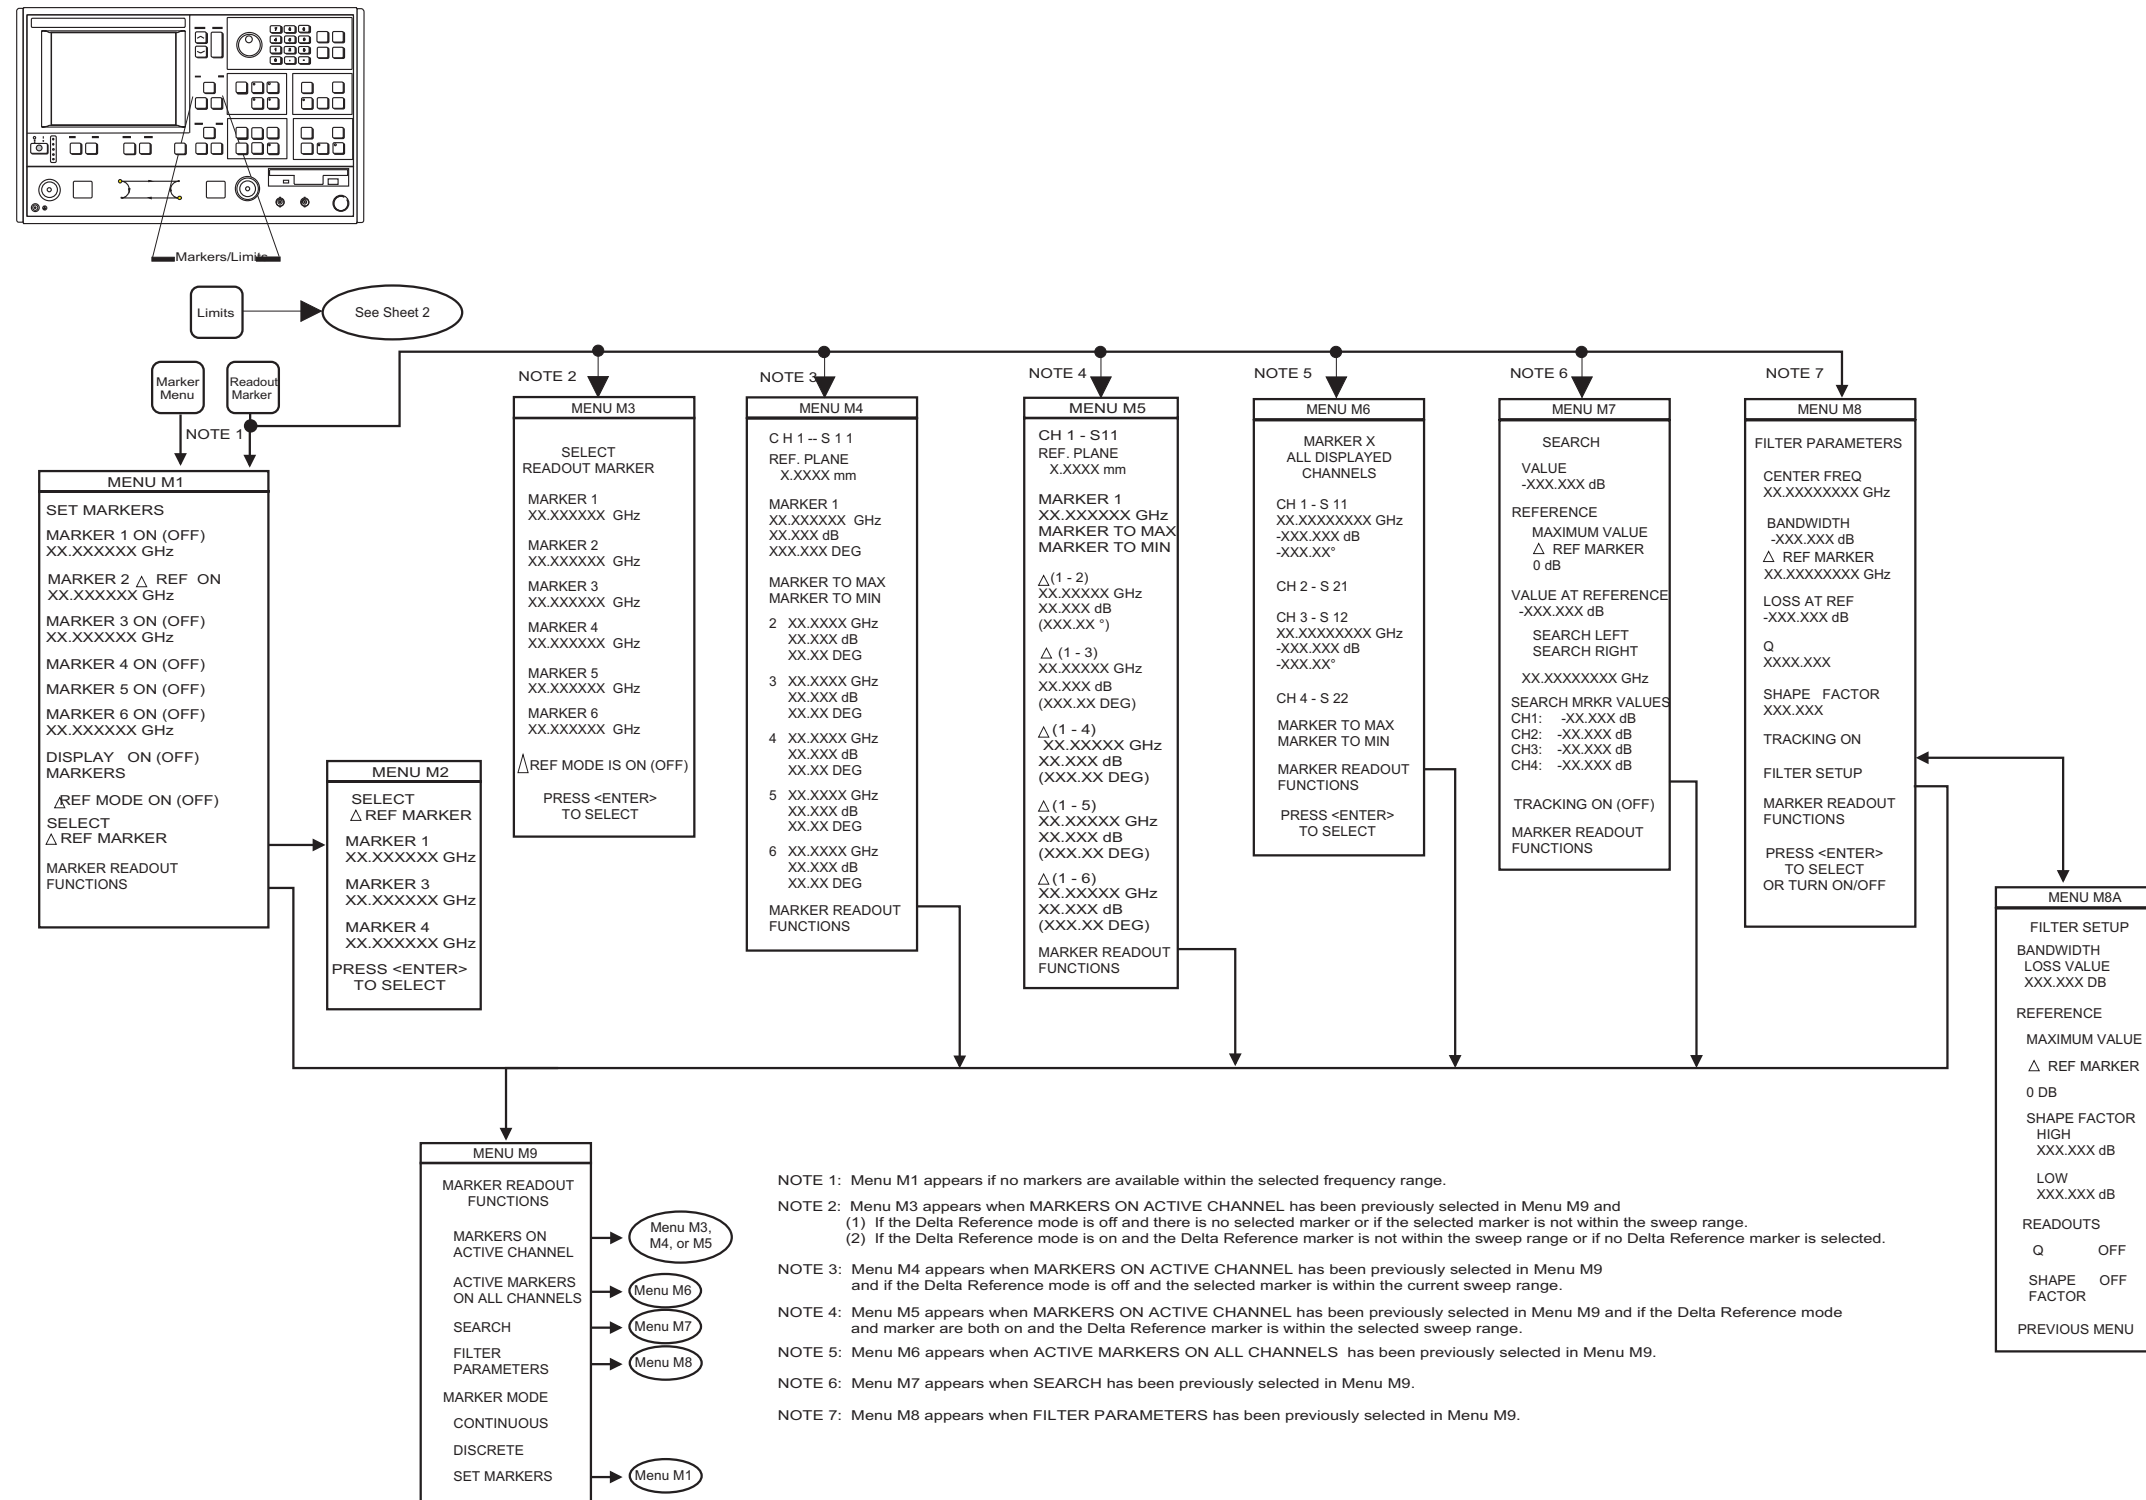 Markers/Limits
Limits
See Sheet 2
Marker
Menu
Readout
Marker
NOTE 1
NOTE 2
NOTE 3
NOTE 4
NOTE 5
NOTE 6
NOTE 7
MENU M1
SET MARKERS
MARKER 1 ON (OFF)
XX.XXXXXX GHz
MARKER 2 △ REF ON
XX.XXXXXX GHz
MARKER 3 ON (OFF)
XX.XXXXXX GHz
MARKER 4 ON (OFF)
MARKER 5 ON (OFF)
MARKER 6 ON (OFF)
XX.XXXXXX GHz
DISPLAY ON (OFF)
MARKERS
△REF MODE ON (OFF)
SELECT
△ REF MARKER
MARKER READOUT
FUNCTIONS
MENU M2
SELECT
△ REF MARKER
MARKER 1
XX.XXXXXX GHz
MARKER 3
XX.XXXXXX GHz
MARKER 4
XX.XXXXXX GHz
PRESS <ENTER>
TO SELECT
MENU M3
SELECT
READOUT MARKER
MARKER 1
XX.XXXXXX GHz
MARKER 2
XX.XXXXXX GHz
MARKER 3
XX.XXXXXX GHz
MARKER 4
XX.XXXXXX GHz
MARKER 5
XX.XXXXXX GHz
MARKER 6
XX.XXXXXX GHz
△REF MODE IS ON (OFF)
PRESS <ENTER>
TO SELECT
MENU M4
C H 1 -- S 1 1
REF. PLANE
X.XXXX mm
MARKER 1
XX.XXXXXX GHz
XX.XXX dB
XXX.XXX DEG
MARKER TO MAX
MARKER TO MIN
2 XX.XXXX GHz
XX.XXX dB
XX.XX DEG
3 XX.XXXX GHz
XX.XXX dB
XX.XX DEG
4 XX.XXXX GHz
XX.XXX dB
XX.XX DEG
5 XX.XXXX GHz
XX.XXX dB
XX.XX DEG
6 XX.XXXX GHz
XX.XXX dB
XX.XX DEG
MARKER READOUT
FUNCTIONS
MENU M5
CH 1 - S11
REF. PLANE
X.XXXX mm
MARKER 1
XX.XXXXXX GHz
MARKER TO MAX
MARKER TO MIN
△(1 - 2)
XX.XXXXX GHz
XX.XXX dB
(XXX.XX °)
△ (1 - 3)
XX.XXXXX GHz
XX.XXX dB
(XXX.XX DEG)
△(1 - 4)
XX.XXXXX GHz
XX.XXX dB
(XXX.XX DEG)
△(1 - 5)
XX.XXXXX GHz
XX.XXX dB
(XXX.XX DEG)
△(1 - 6)
XX.XXXXX GHz
XX.XXX dB
(XXX.XX DEG)
MARKER READOUT
FUNCTIONS
MENU M6
MARKER X
ALL DISPLAYED
CHANNELS
CH 1 - S 11
XX.XXXXXXXX GHz
-XXX.XXX dB
-XXX.XX°
CH 2 - S 21
CH 3 - S 12
XX.XXXXXXXX GHz
-XXX.XXX dB
-XXX.XX°
CH 4 - S 22
MARKER TO MAX
MARKER TO MIN
MARKER READOUT
FUNCTIONS
PRESS <ENTER>
TO SELECT
MENU M7
SEARCH
VALUE
-XXX.XXX dB
REFERENCE
MAXIMUM VALUE
△ REF MARKER
0 dB
VALUE AT REFERENCE
-XXX.XXX dB
SEARCH LEFT
SEARCH RIGHT
XX.XXXXXXXX GHz
SEARCH MRKR VALUES
CH1: -XX.XXX dB
CH2: -XX.XXX dB
CH3: -XX.XXX dB
CH4: -XX.XXX dB
TRACKING ON (OFF)
MARKER READOUT
FUNCTIONS
MENU M8
FILTER PARAMETERS
CENTER FREQ
XX.XXXXXXXX GHz
BANDWIDTH
-XXX.XXX dB
△ REF MARKER
XX.XXXXXXXX GHz
LOSS AT REF
-XXX.XXX dB
Q
XXXX.XXX
SHAPE FACTOR
XXX.XXX
TRACKING ON
FILTER SETUP
MARKER READOUT
FUNCTIONS
PRESS <ENTER>
TO SELECT
OR TURN ON/OFF
MENU M8A
FILTER SETUP
BANDWIDTH
LOSS VALUE
XXX.XXX DB
REFERENCE
MAXIMUM VALUE
△ REF MARKER
0 DB
SHAPE FACTOR
HIGH
XXX.XXX dB
LOW
XXX.XXX dB
READOUTS
Q OFF
SHAPE OFF
FACTOR
PREVIOUS MENU
MENU M9
MARKER READOUT
FUNCTIONS
MARKERS ON
ACTIVE CHANNEL
Menu M3,
M4, or M5
ACTIVE MARKERS
ON ALL CHANNELS
Menu M6
SEARCH
Menu M7
FILTER
PARAMETERS
Menu M8
MARKER MODE
CONTINUOUS
DISCRETE
SET MARKERS
Menu M1
NOTE 1: Menu M1 appears if no markers are available within the selected frequency range.
NOTE 2: Menu M3 appears when MARKERS ON ACTIVE CHANNEL has been previously selected in Menu M9 and
(1) If the Delta Reference mode is off and there is no selected marker or if the selected marker is not within the sweep range.
(2) If the Delta Reference mode is on and the Delta Reference marker is not within the sweep range or if no Delta Reference marker is selected.
NOTE 3: Menu M4 appears when MARKERS ON ACTIVE CHANNEL has been previously selected in Menu M9
and if the Delta Reference mode is off and the selected marker is within the current sweep range.
NOTE 4: Menu M5 appears when MARKERS ON ACTIVE CHANNEL has been previously selected in Menu M9 and if the Delta Reference mode
and marker are both on and the Delta Reference marker is within the selected sweep range.
NOTE 5: Menu M6 appears when ACTIVE MARKERS ON ALL CHANNELS has been previously selected in Menu M9.
NOTE 6: Menu M7 appears when SEARCH has been previously selected in Menu M9.
NOTE 7: Menu M8 appears when FILTER PARAMETERS has been previously selected in Menu M9.